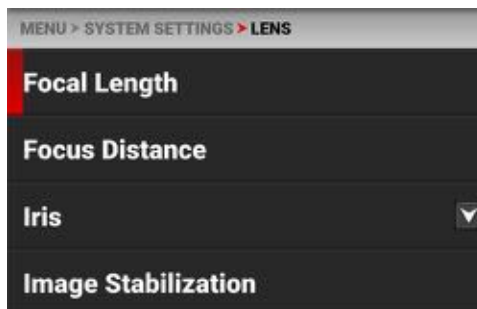 MENU > SYSTEM SETTINGS > LENS
Focal Length
Focus Distance
Iris
Image Stabilization